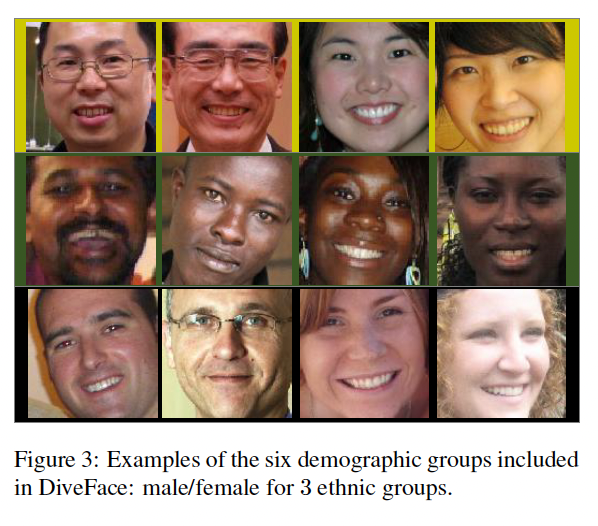 Figure 3: Examples of the six demographic groups included
in DiveFace: male/female for 3 ethnic groups.